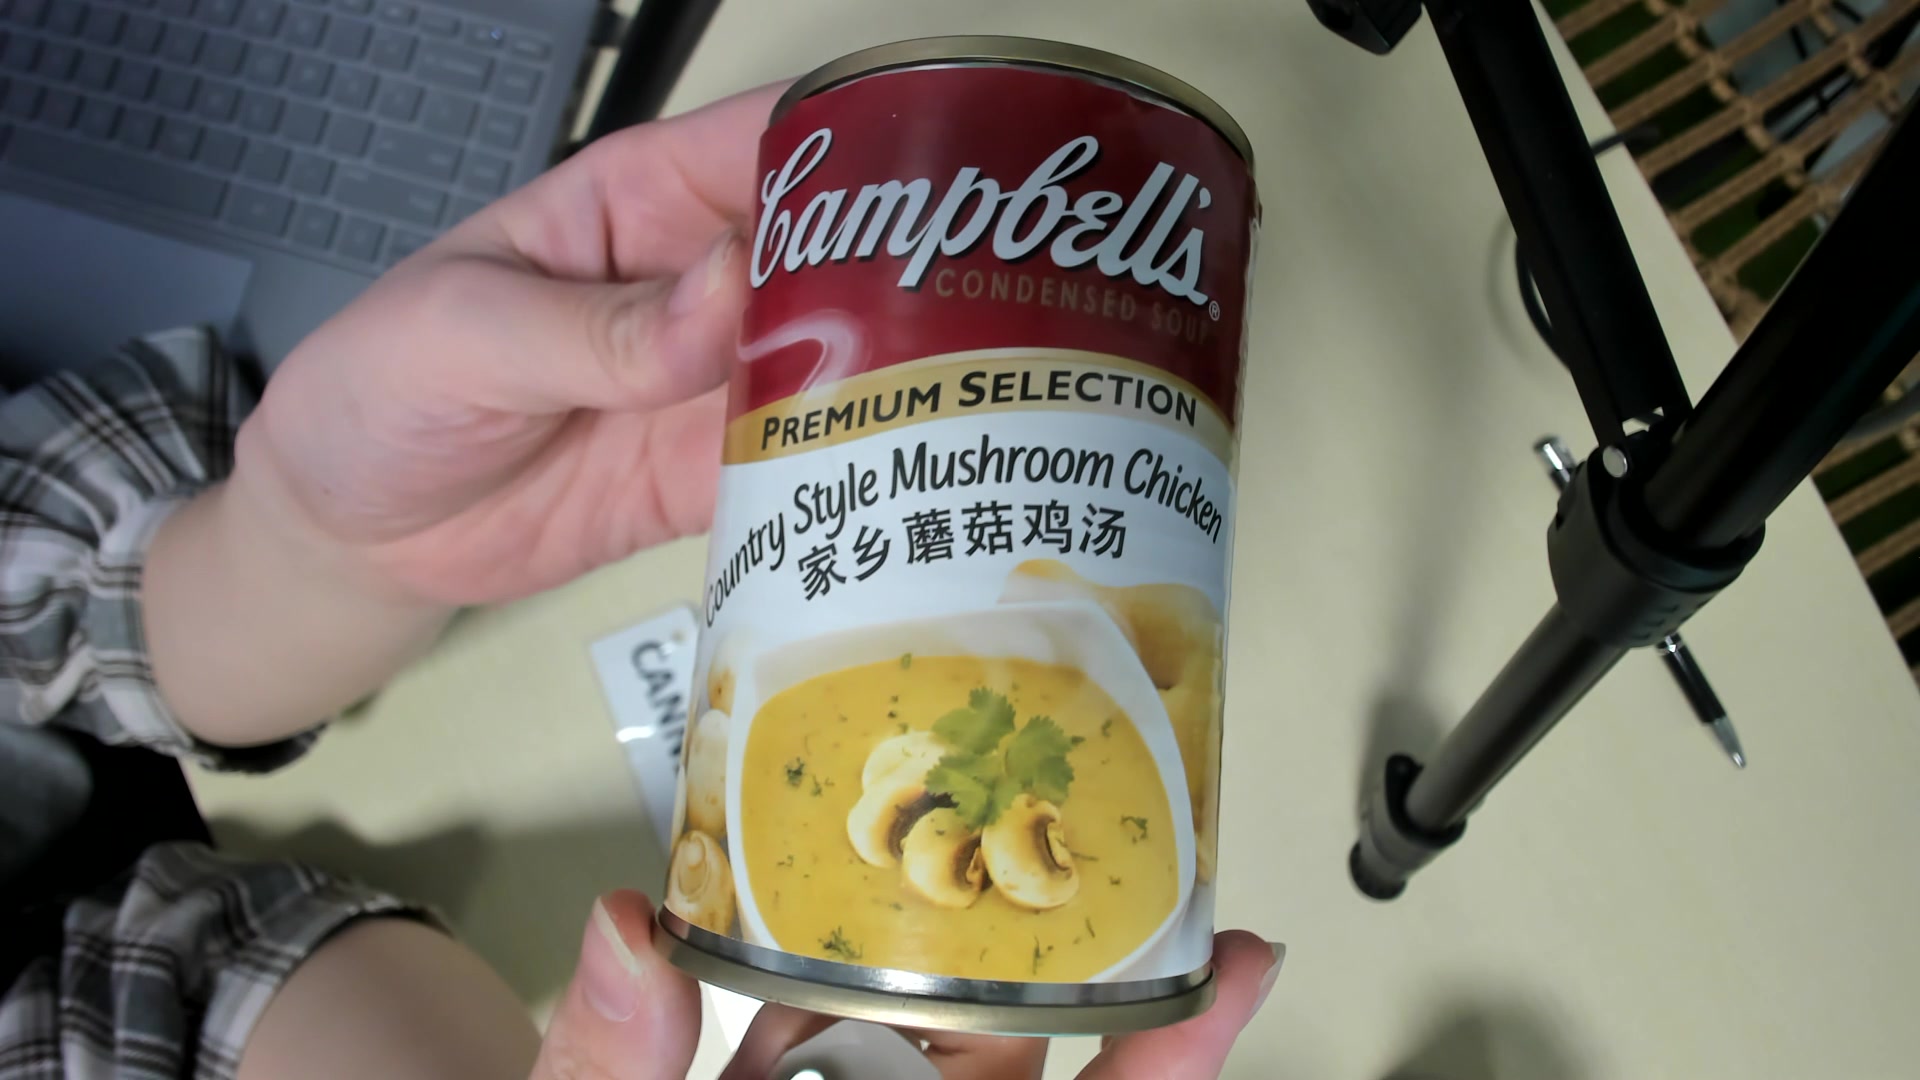 Campbell's®
CONDENSED SOUP
PREMIUM SELECTION
Country Style Mushroom Chicken
家乡蘑菇鸡汤